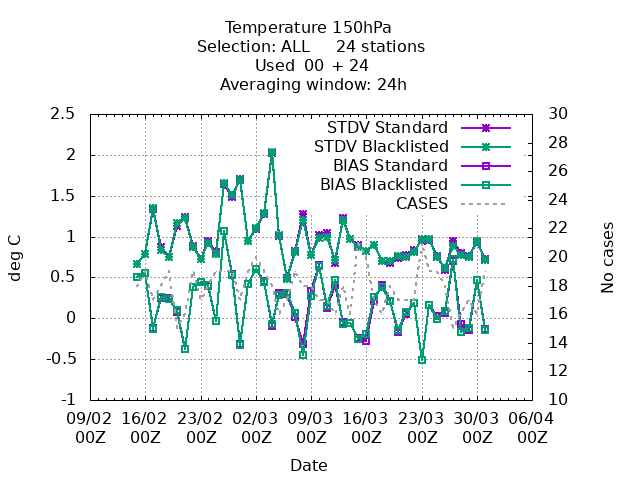 Temperature 150hPa
Selection: ALL 24 stations
Used 00 + 24
Averaging window: 24h
2.5
2
1.5
1
0.5
0
-0.5
-1
deg C
30
28
26
24
22
20
18
16
14
12
10
No cases
STDV Standard
STDV Blacklisted
BIAS Standard
BIAS Blacklisted
CASES
09/02 16/02 23/02 02/03 09/03 16/03 23/03 30/03 06/04
00Z 00Z 00Z 00Z 00Z 00Z 00Z 00Z 00Z
Date